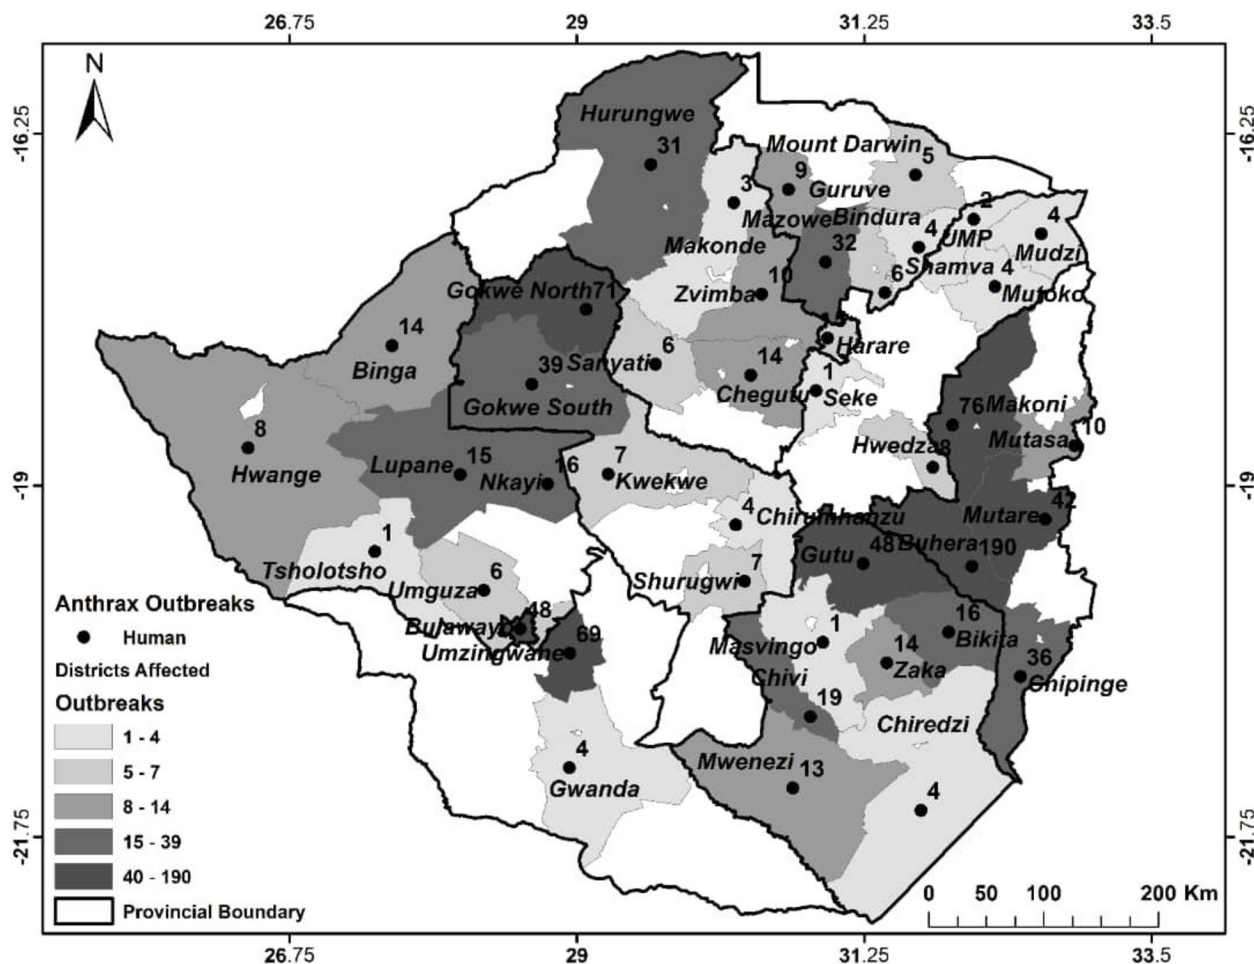 26.75 29 31.25 33.5
N
-16.25 -16.25
Hurungwe
31
Mount Darwin
5
9
Guruve
3
Mazowe Bindura
2
4
Makonde
32
4
UMP
Mudzi
Shamva
4
Mutoko
6
Gokwe North 71
Zvimba
10
14
Binga
Harare
39
Sanyati
6
14
Chegutu
1
Seke
Gokwe South
76
Makoni
10
Mutasa
8
Hwange
Hwedza
8
Lupane
15
Nkayi
16
7
Kwekwe
-19 -19
4
Chirumhanzu
Mutare
42
1
Tsholotsho
Gutu
48
Buhera
190
6
Umguza
Shurugwi
7
Bulawayo
48
Umzingwane
69
Masvingo
1
16
Bikita
14
Zaka
36
Chipinge
Chivi
19
Chiredzi
Mwenezi
13
4
Gwanda
4
Anthrax Outbreaks
Human
Districts Affected
Outbreaks
1 - 4
5 - 7
8 - 14
15 - 39
40 - 190
Provincial Boundary
-21.75 -21.75
0 50 100 200 Km
26.75 29 31.25 33.5